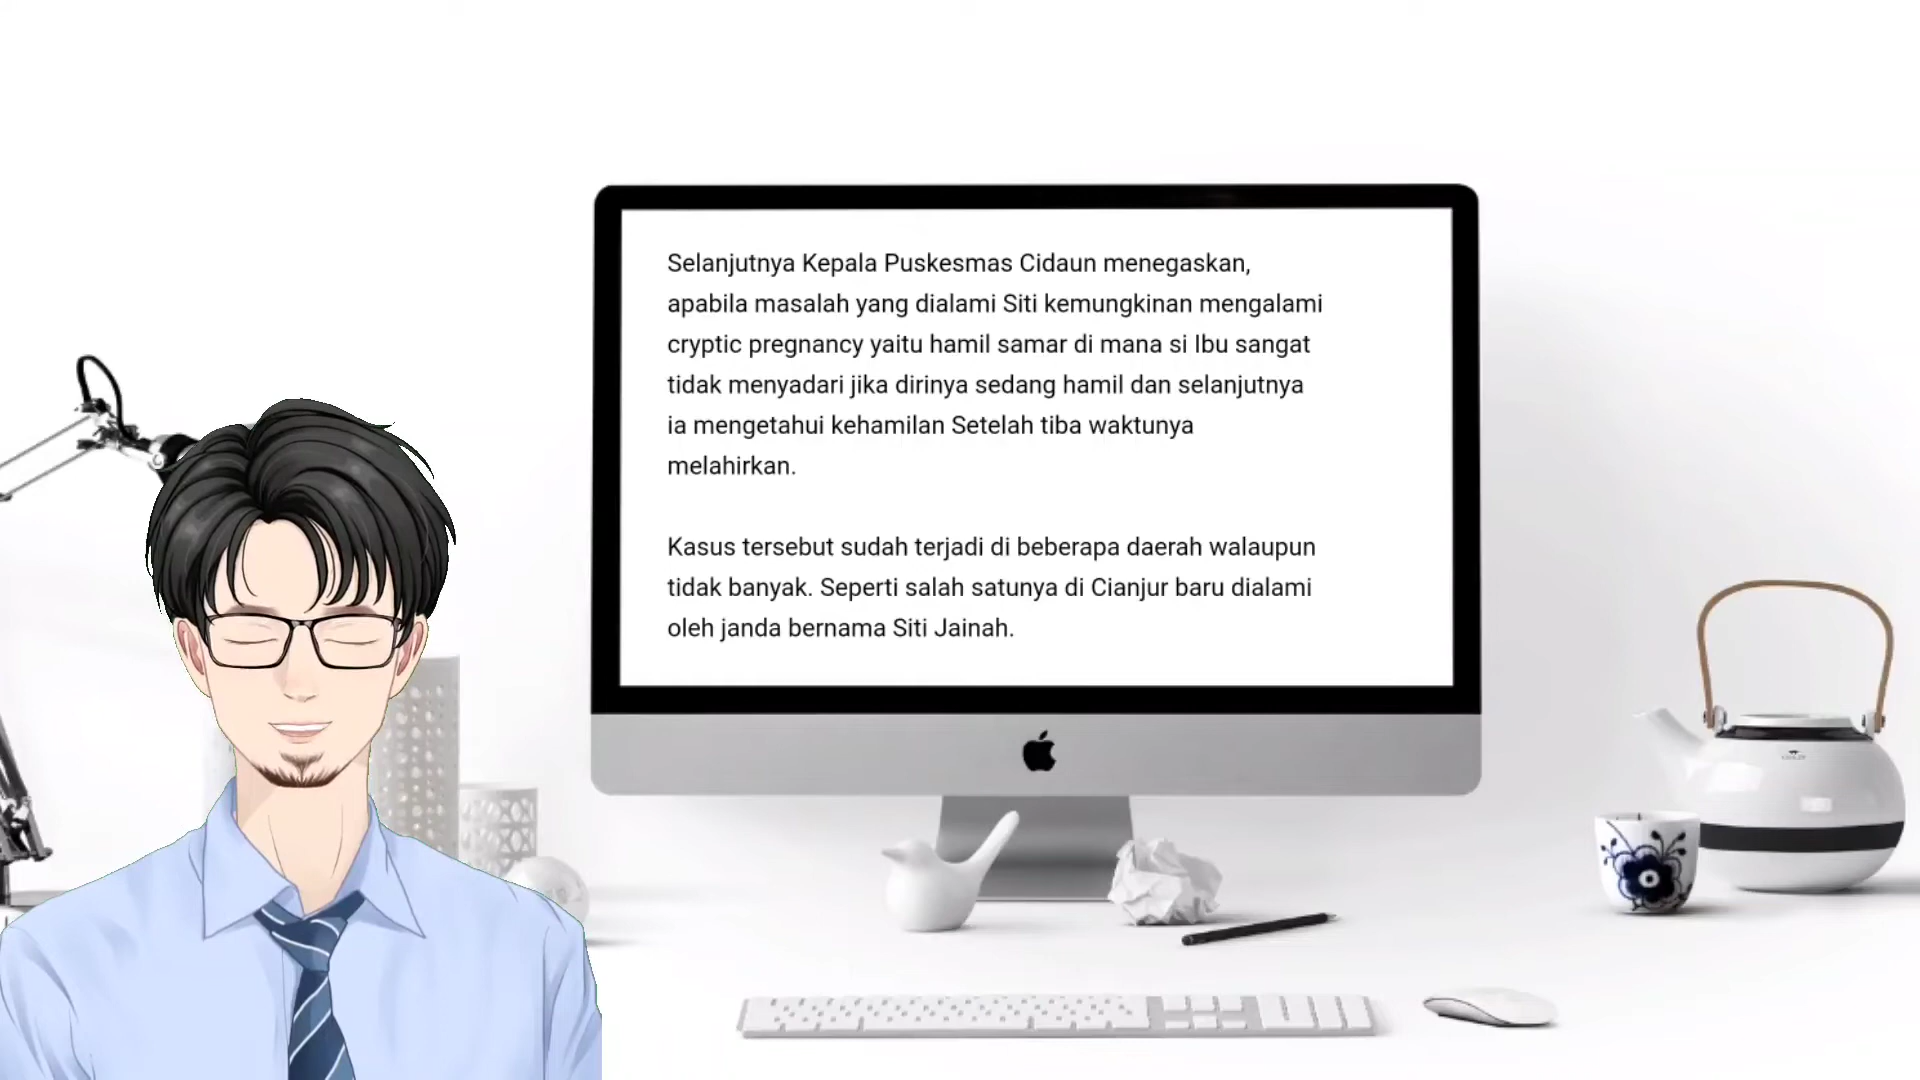 Selanjutnya Kepala Puskesmas Cidaun menegaskan,
apabila masalah yang dialami Siti kemungkinan mengalami
cryptic pregnancy yaitu hamil samar di mana si Ibu sangat
tidak menyadari jika dirinya sedang hamil dan selanjutnya
ia mengetahui kehamilan Setelah tiba waktunya
melahirkan.
Kasus tersebut sudah terjadi di beberapa daerah walaupun
tidak banyak. Seperti salah satunya di Cianjur baru dialami
oleh janda bernama Siti Jainah.